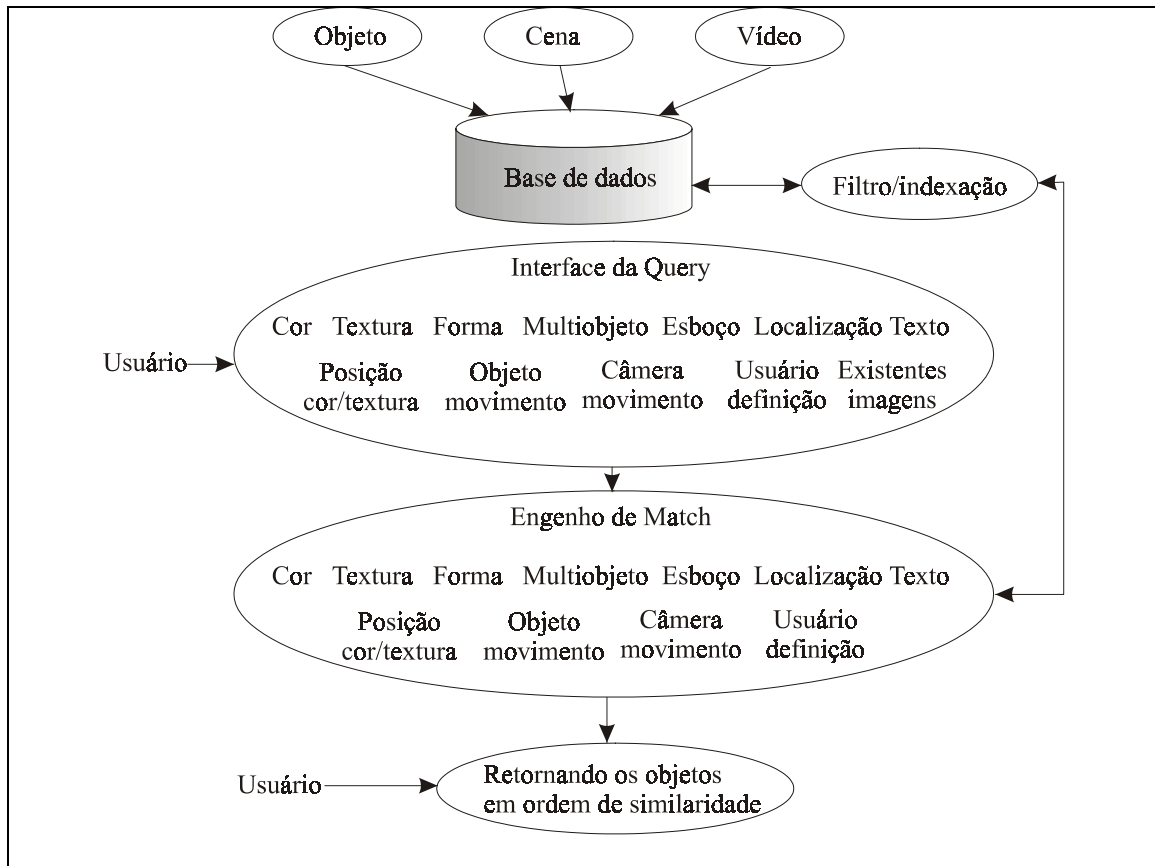 Objeto Cena Vídeo
Base de dados
Filtro/indexação
Interface da Query
Cor Textura Forma Multiobjeto Esboço Localização Texto
Usuário
Posição Objeto Câmera Usuário Existentes
cor/textura movimento movimento definição imagens
Engenho de Match
Cor Textura Forma Multiobjeto Esboço Localização Texto
Posição Objeto Câmera Usuário
cor/textura movimento movimento definição
Usuário
Retornando os objetos
em ordem de similaridade